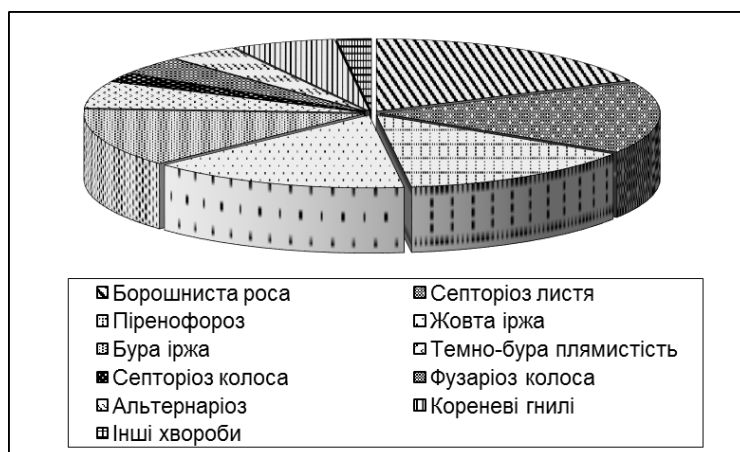 Борошниста роса Септоріоз листя
Піренофороз Жовта іржа
Бура іржа Темно-бура плямистість
Септоріоз колоса Фузаріоз колоса
Альтернаріоз Кореневі гнилі
Інші хвороби